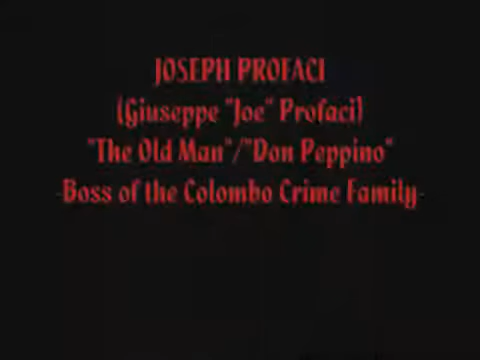 JOSEPH PROFACI
(Giuseppe "Joe" Profaci)
"The Old Man"/"Don Peppino"
-Boss of the Colombo Crime Family-